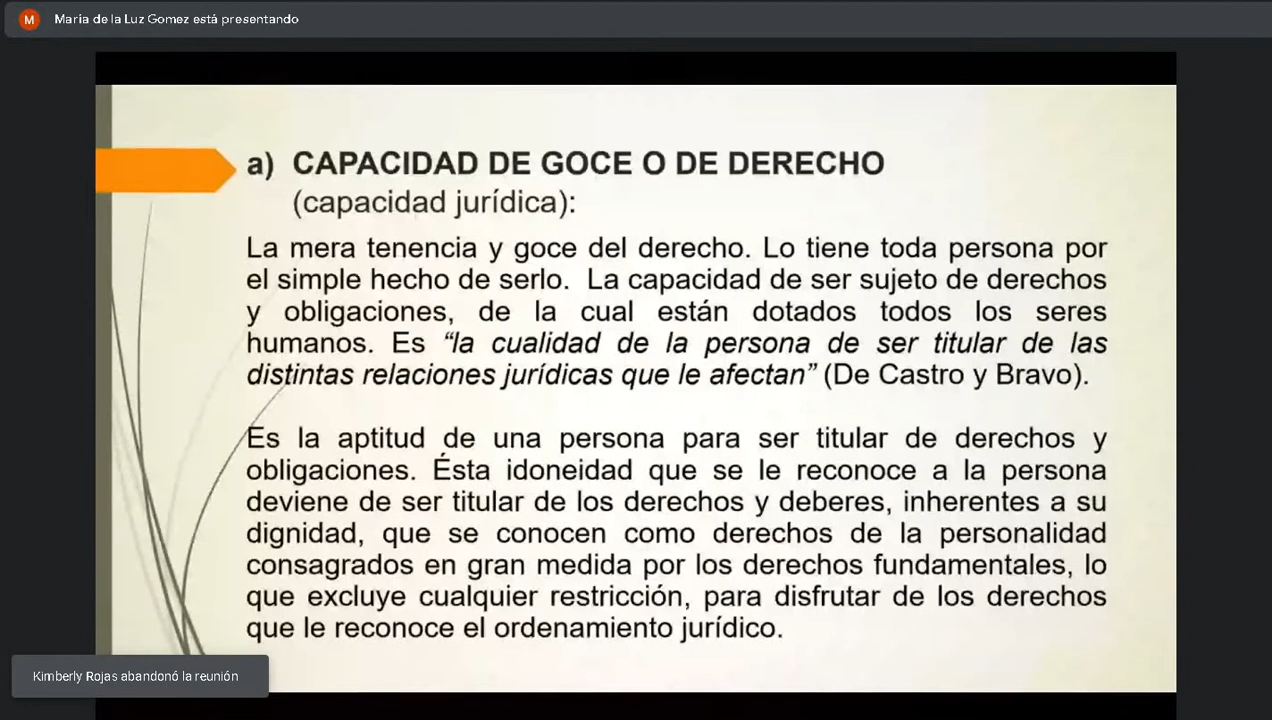 M Maria de la Luz Gomez está presentando
a) CAPACIDAD DE GOCE O DE DERECHO
(capacidad jurídica):
La mera tenencia y goce del derecho. Lo tiene toda persona por
el simple hecho de serlo. La capacidad de ser sujeto de derechos
y obligaciones, de la cual están dotados todos los seres
humanos. Es “la cualidad de la persona de ser titular de las
distintas relaciones jurídicas que le afectan” (De Castro y Bravo).
Es la aptitud de una persona para ser titular de derechos y
obligaciones. Ésta idoneidad que se le reconoce a la persona
deviene de ser titular de los derechos y deberes, inherentes a su
dignidad, que se conocen como derechos de la personalidad
consagrados en gran medida por los derechos fundamentales, lo
que excluye cualquier restricción, para disfrutar de los derechos
que le reconoce el ordenamiento jurídico.
Kimberly Rojas abandonó la reunión